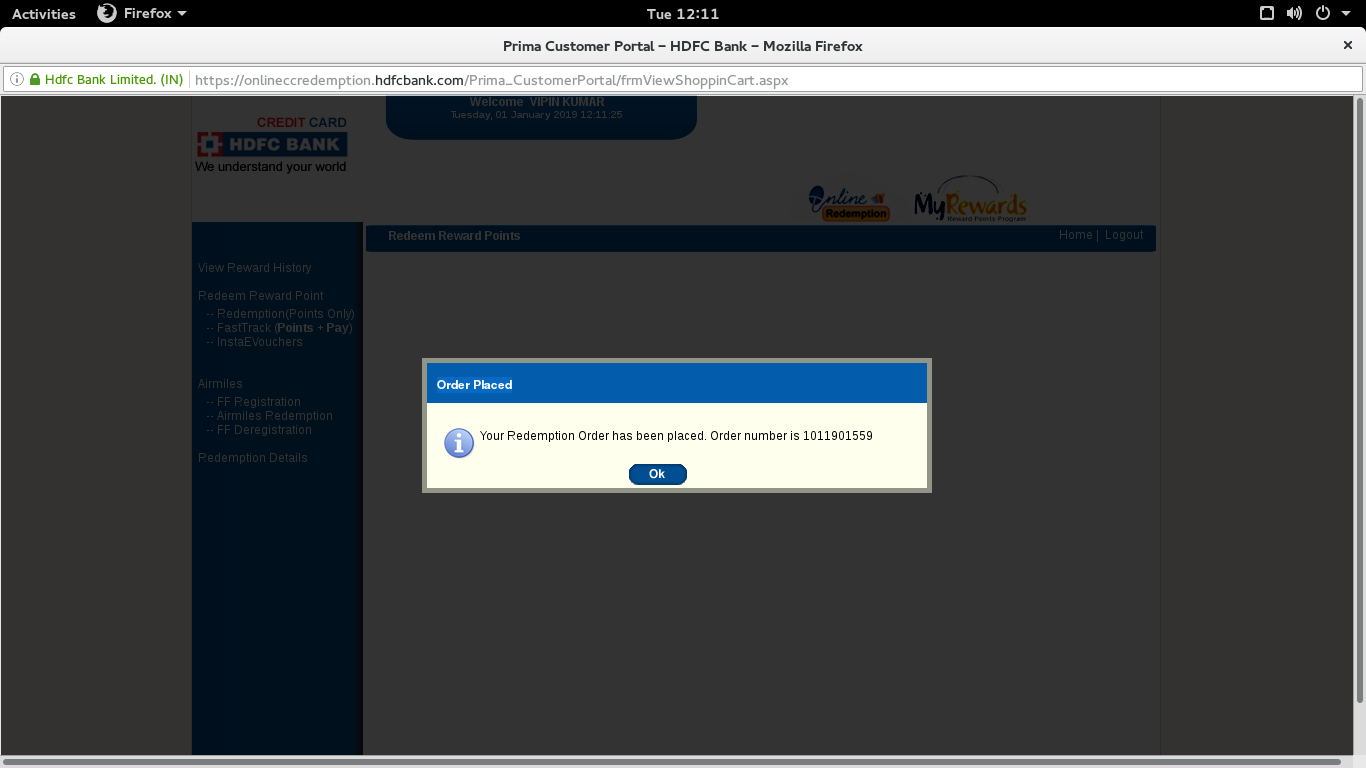 Activities Firefox Tue 12:11
Prima Customer Portal – HDFC Bank – Mozilla Firefox
Hdfc Bank Limited. (IN) https://onlineccredemption.hdfcbank.com/Prima_CustomerPortal/frmViewShoppinCart.aspx
Welcome VIPIN KUMAR
Tuesday, 01 January 2019 12:11:25
CREDIT CARD
HDFC BANK
We understand your world
Online Redemption
MyRewards
Reward Points Program
Redeem Reward Points Home | Logout
View Reward History
Redeem Reward Point
-- Redemption(Points Only)
-- FastTrack (Points + Pay)
-- InstaEVouchers
Airmiles
-- FF Registration
-- Airmiles Redemption
-- FF Deregistration
Redemption Details
Order Placed
Your Redemption Order has been placed. Order number is 1011901559
Ok